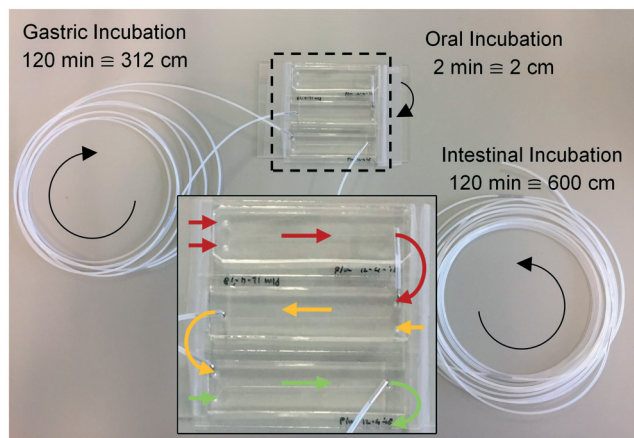 Gastric Incubation
120 min ≅ 312 cm
Oral Incubation
2 min ≅ 2 cm
Intestinal Incubation
120 min ≅ 600 cm